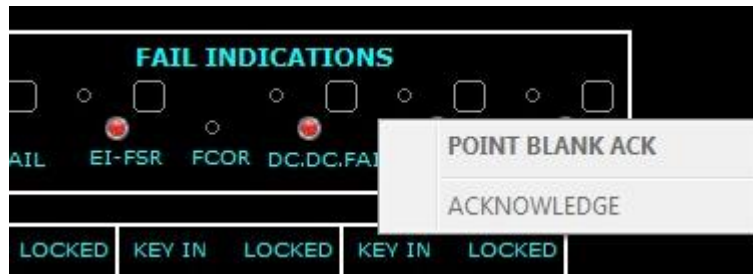 FAIL INDICATIONS
AIL EI-FSR FCOR DC.DC.FAI
POINT BLANK ACK
ACKNOWLEDGE
LOCKED KEY IN LOCKED KEY IN LOCKED